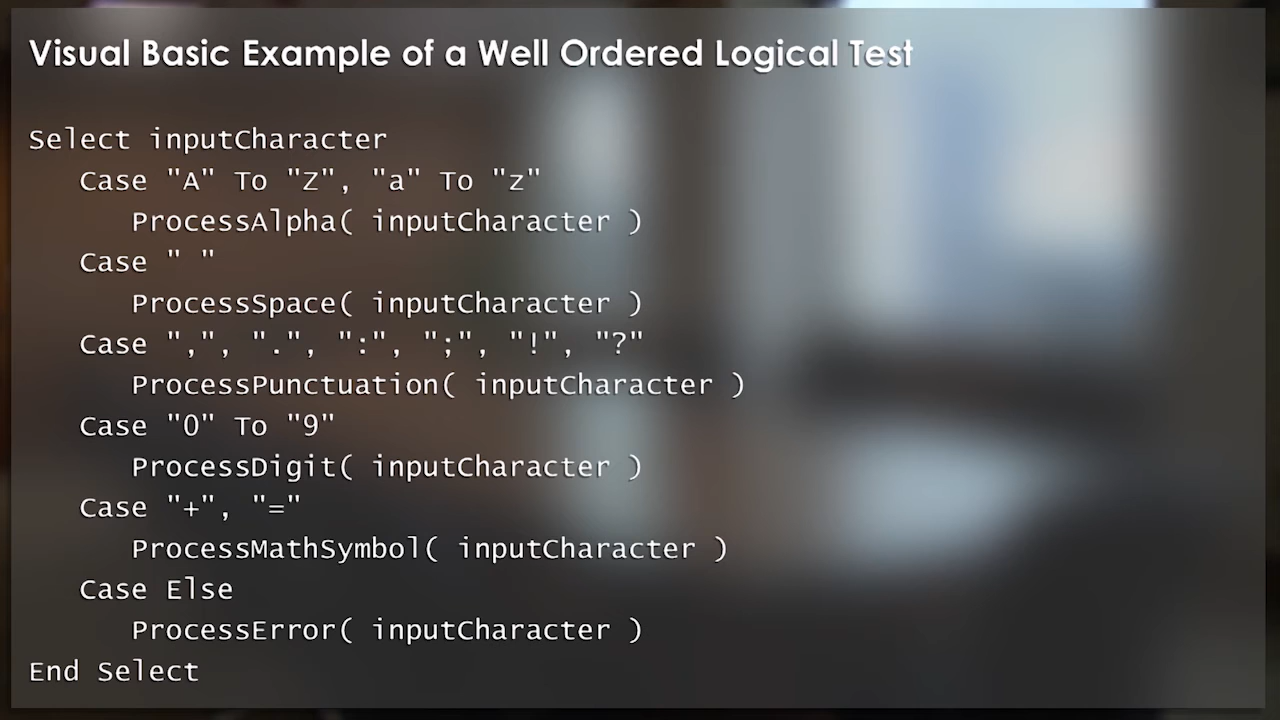 Visual Basic Example of a Well Ordered Logical Test
Select inputCharacter
Case "A" To "Z", "a" To "z"
ProcessAlpha( inputCharacter )
Case " "
ProcessSpace( inputCharacter )
Case ",", ".", ":", ";", "!", "?"
ProcessPunctuation( inputCharacter )
Case "0" To "9"
ProcessDigit( inputCharacter )
Case "+", "="
ProcessMathSymbol( inputCharacter )
Case Else
ProcessError( inputCharacter )
End Select